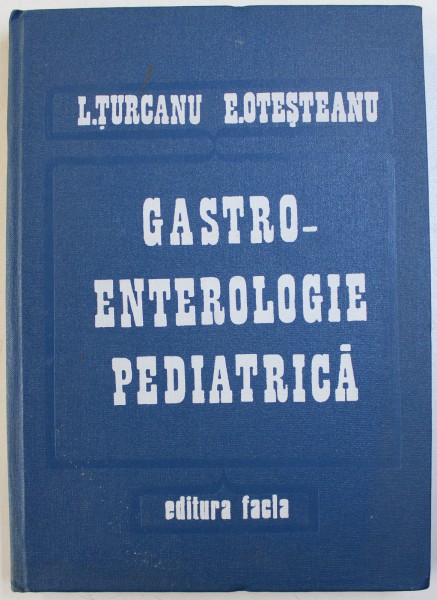 L.ȚURCANU E.OTEȘTEANU
GASTRO-
ENTEROLOGIE
PEDIATRICĂ
editura facla